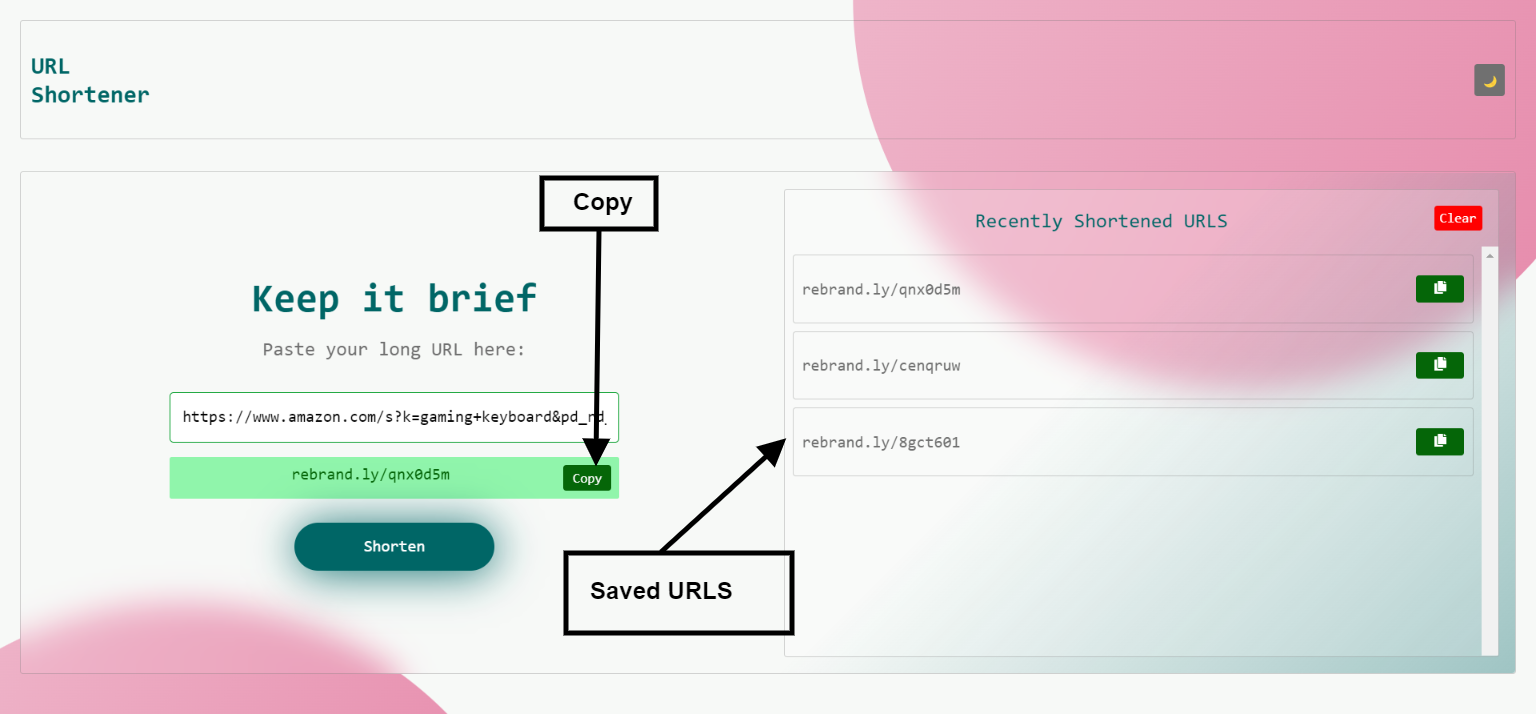 URL
Shortener
Copy
Keep it brief
Paste your long URL here:
https://www.amazon.com/s?k=gaming+keyboard&pd_rd_
rebrand.ly/qnx0d5m
Copy
Shorten
Saved URLS
Recently Shortened URLS
Clear
rebrand.ly/qnx0d5m
rebrand.ly/cenqruw
rebrand.ly/8gct601